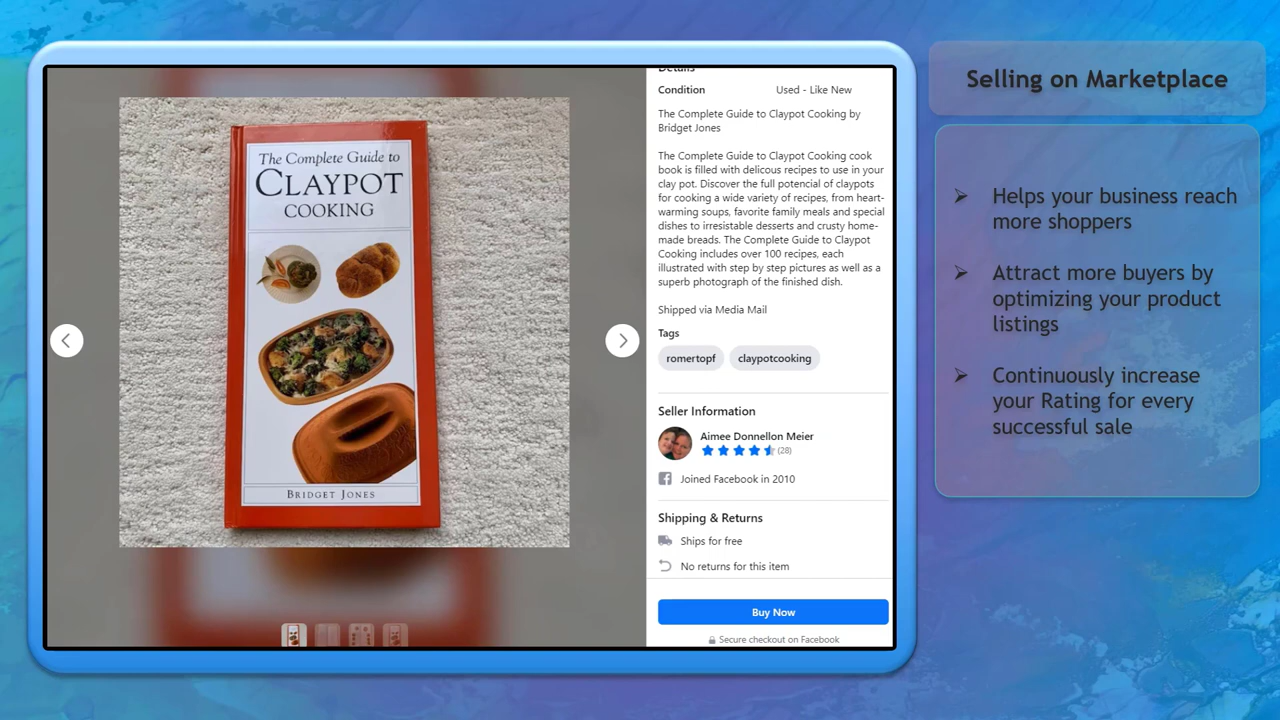 The Complete Guide to
CLAYPOT
COOKING
BRIDGET JONES
Details
Condition Used - Like New
The Complete Guide to Claypot Cooking by
Bridget Jones
The Complete Guide to Claypot Cooking cook
book is filled with delicous recipes to use in your
clay pot. Discover the full potencial of claypots
for cooking a wide variety of recipes, from heart-
warming soups, favorite family meals and special
dishes to irresistable desserts and crusty home-
made breads. The Complete Guide to Claypot
Cooking includes over 100 recipes, each
illustrated with step by step pictures as well as a
superb photograph of the finished dish.
Shipped via Media Mail
Tags
romertopf claypotcooking
Seller Information
Aimee Donnellon Meier
(28)
Joined Facebook in 2010
Shipping & Returns
Ships for free
No returns for this item
Buy Now
Secure checkout on Facebook
Selling on Marketplace
Helps your business reach
more shoppers
Attract more buyers by
optimizing your product
listings
Continuously increase
your Rating for every
successful sale